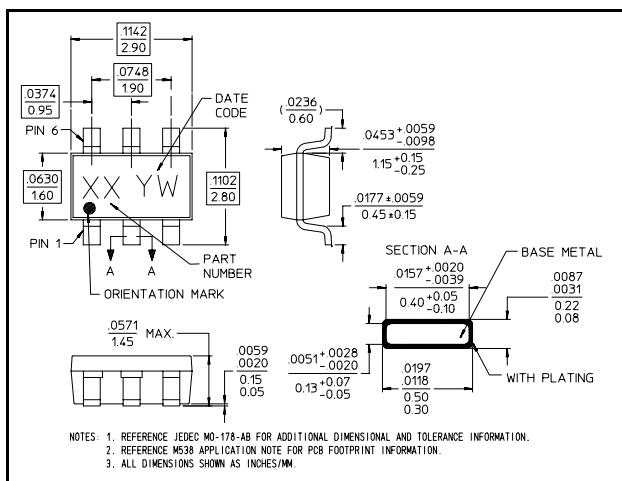 .1142
2.90
.0748
1.90
.0374
0.95
DATE
CODE
PIN 6
(.0236
0.60)
.0453 +.0059
-.0098
1.15 +0.15
-0.25
.0630
1.60
XX YW
.1102
2.80
.0177 ±.0059
0.45 ±0.15
PIN 1
A A
PART
NUMBER
ORIENTATION MARK
SECTION A-A
BASE METAL
.0157 +.0020
-.0039
0.40 +0.05
-0.10
.0087
.0031
0.22
0.08
.0571
1.45
MAX.
.0059
.0020
0.15
0.05
.0051 +.0028
-.0020
0.13 +0.07
-0.05
.0197
.0118
0.50
0.30
WITH PLATING
NOTES: 1. REFERENCE JEDEC MO-178-AB FOR ADDITIONAL DIMENSIONAL AND TOLERANCE INFORMATION.
2. REFERENCE M538 APPLICATION NOTE FOR PCB FOOTPRINT INFORMATION.
3. ALL DIMENSIONS SHOWN AS INCHES/MM.